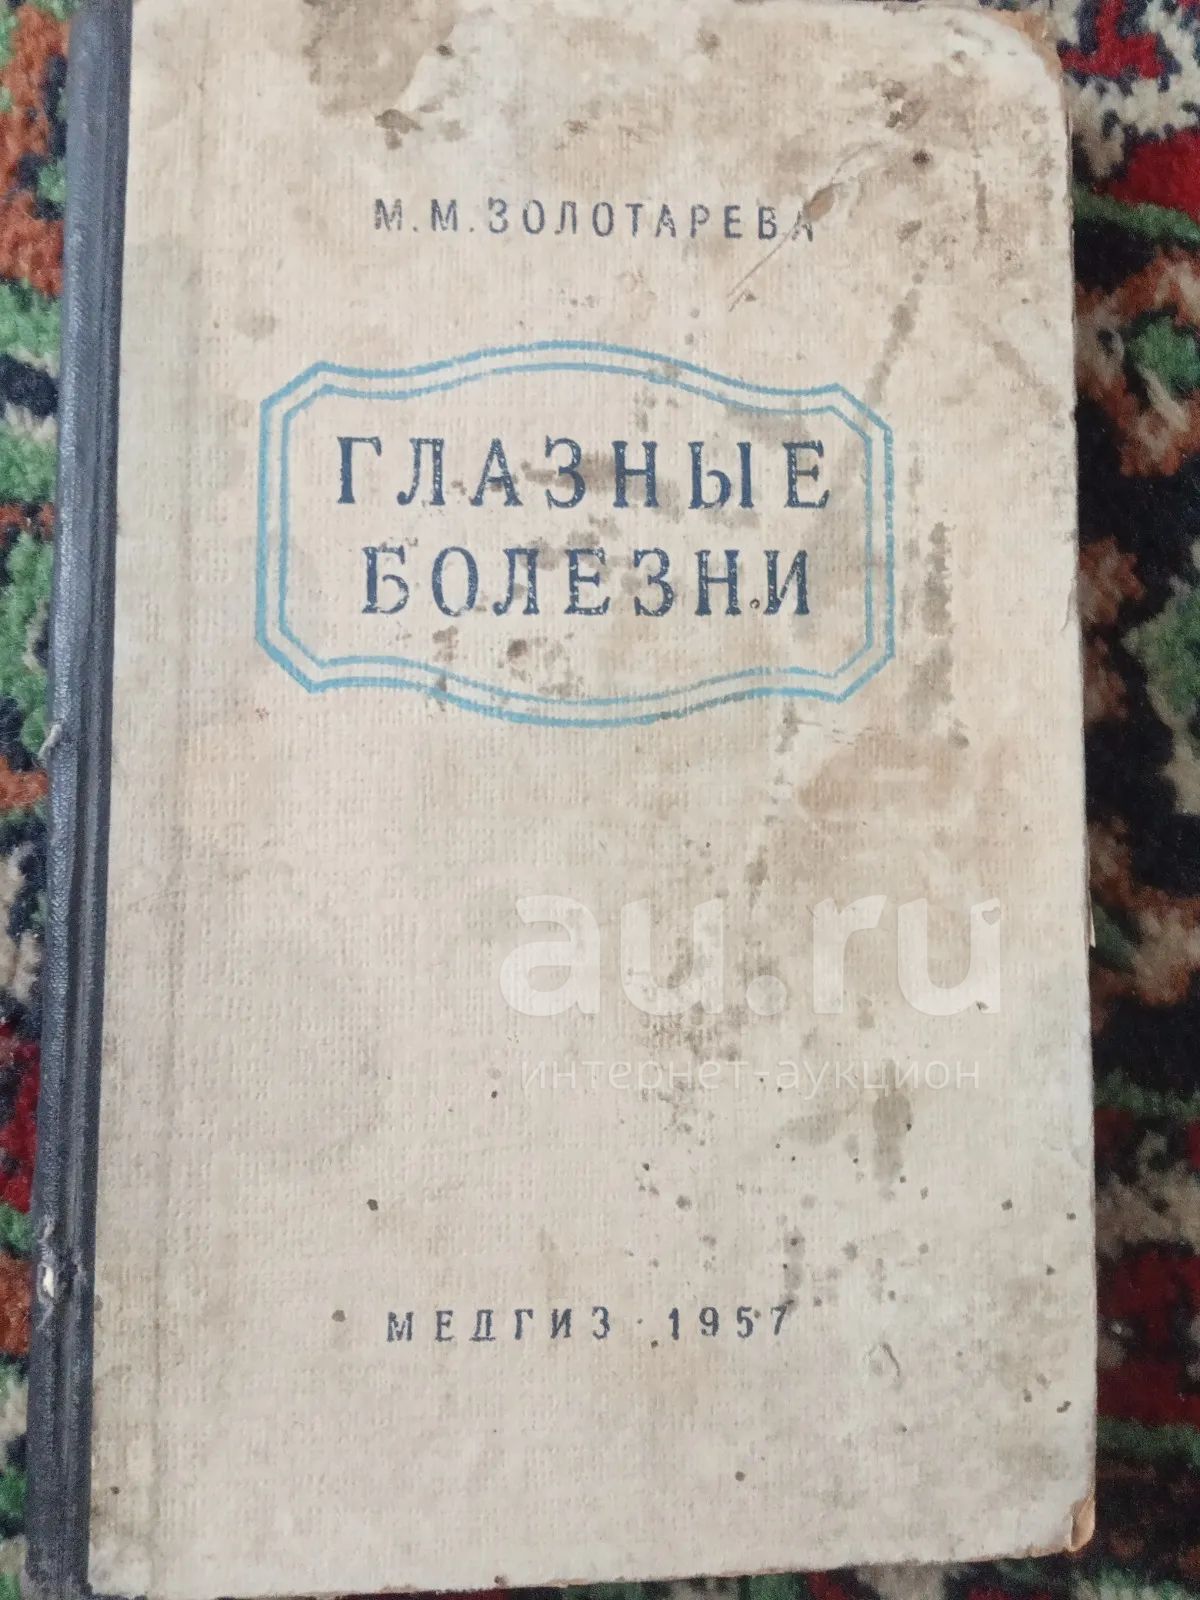 М. М. ЗОЛОТАРЕВА
ГЛАЗНЫЕ
БОЛЕЗНИ
au.ru
интернет-аукцион
МЕДГИЗ · 1957